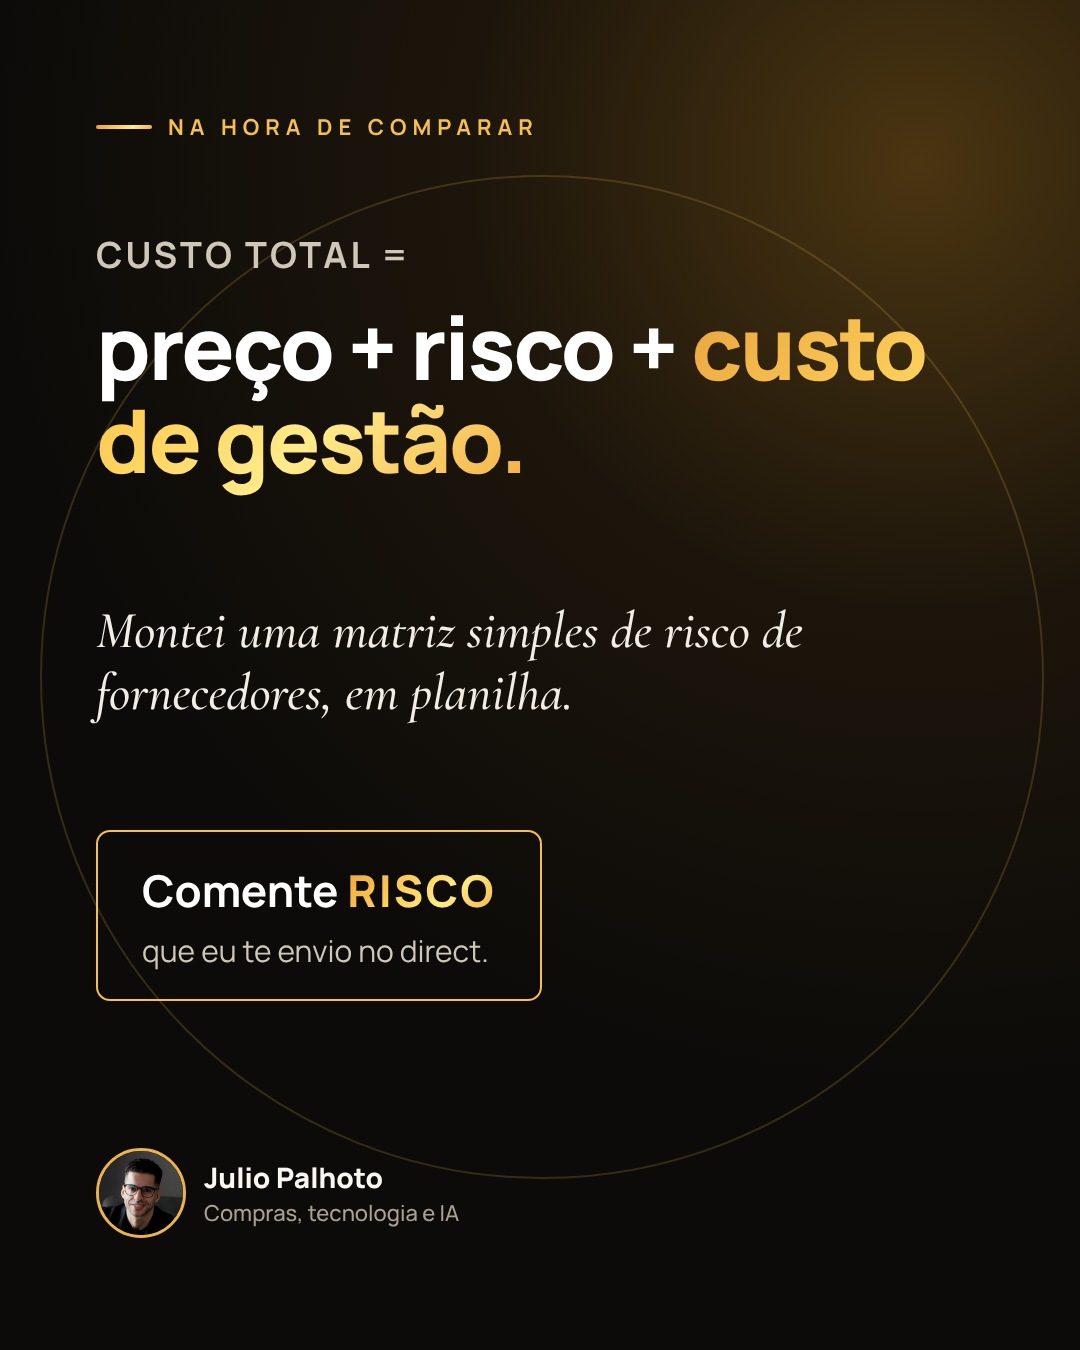 NA HORA DE COMPARAR
CUSTO TOTAL =
preço + risco + custo
de gestão.
Montei uma matriz simples de risco de
fornecedores, em planilha.
Comente RISCO
que eu te envio no direct.
Julio Palhoto
Compras, tecnologia e IA